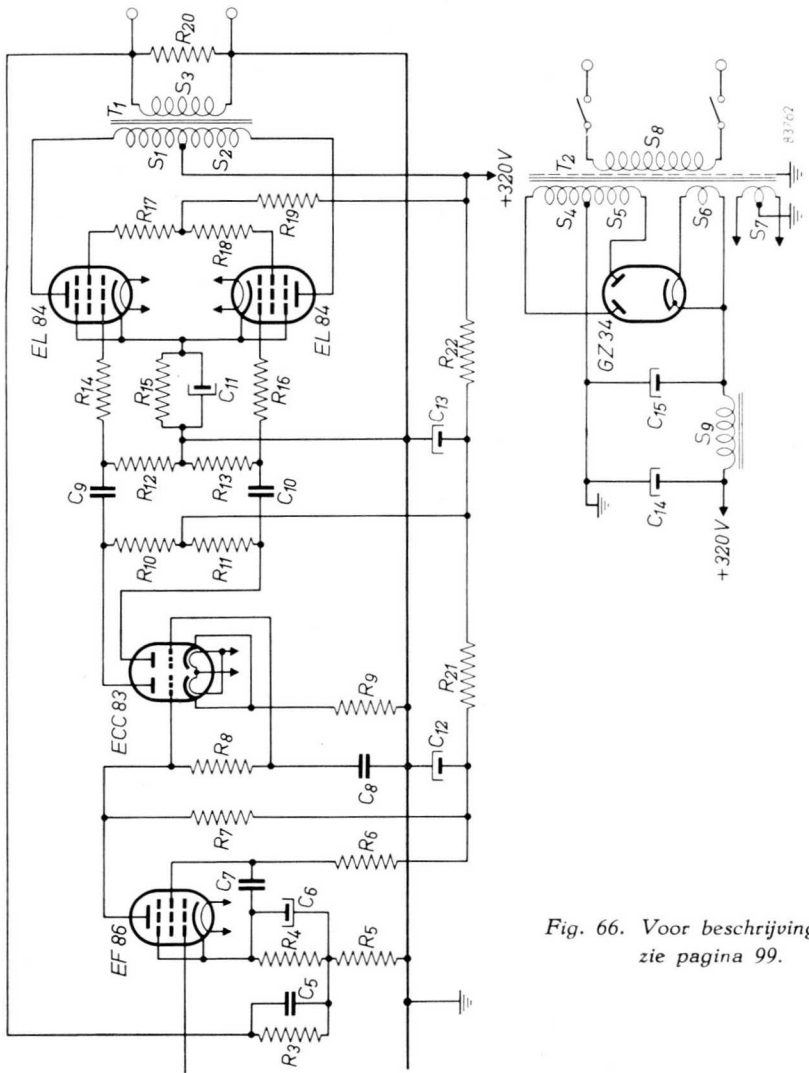 R20
S3
T1
S1
S2
R17
R18
R19
+320V
EL 84
EL 84
R14
R15
C11
R16
R22
C13
C9
R12
R13
C10
R10
R11
ECC 83
R9
R21
C12
R8
C8
R7
R6
EF 86
C7
C6
R4
R5
C5
R3
T2
S8
S4
S5
S6
S7
83762
GZ34
C15
S9
C14
+320V
Fig. 66. Voor beschrijving
zie pagina 99.